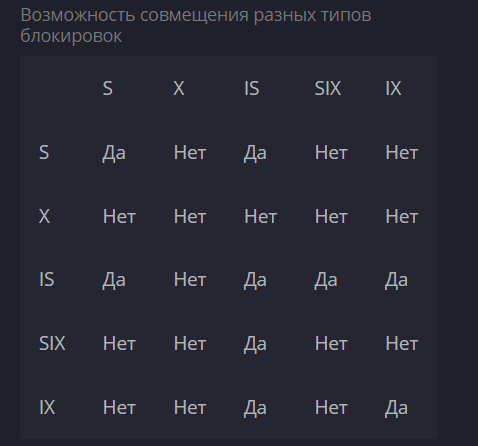 Возможность совмещения разных типов
блокировок
S X IS SIX IX
S Да Нет Да Нет Нет
X Нет Нет Нет Нет Нет
IS Да Нет Да Да Да
SIX Нет Нет Да Нет Нет
IX Нет Нет Да Нет Да